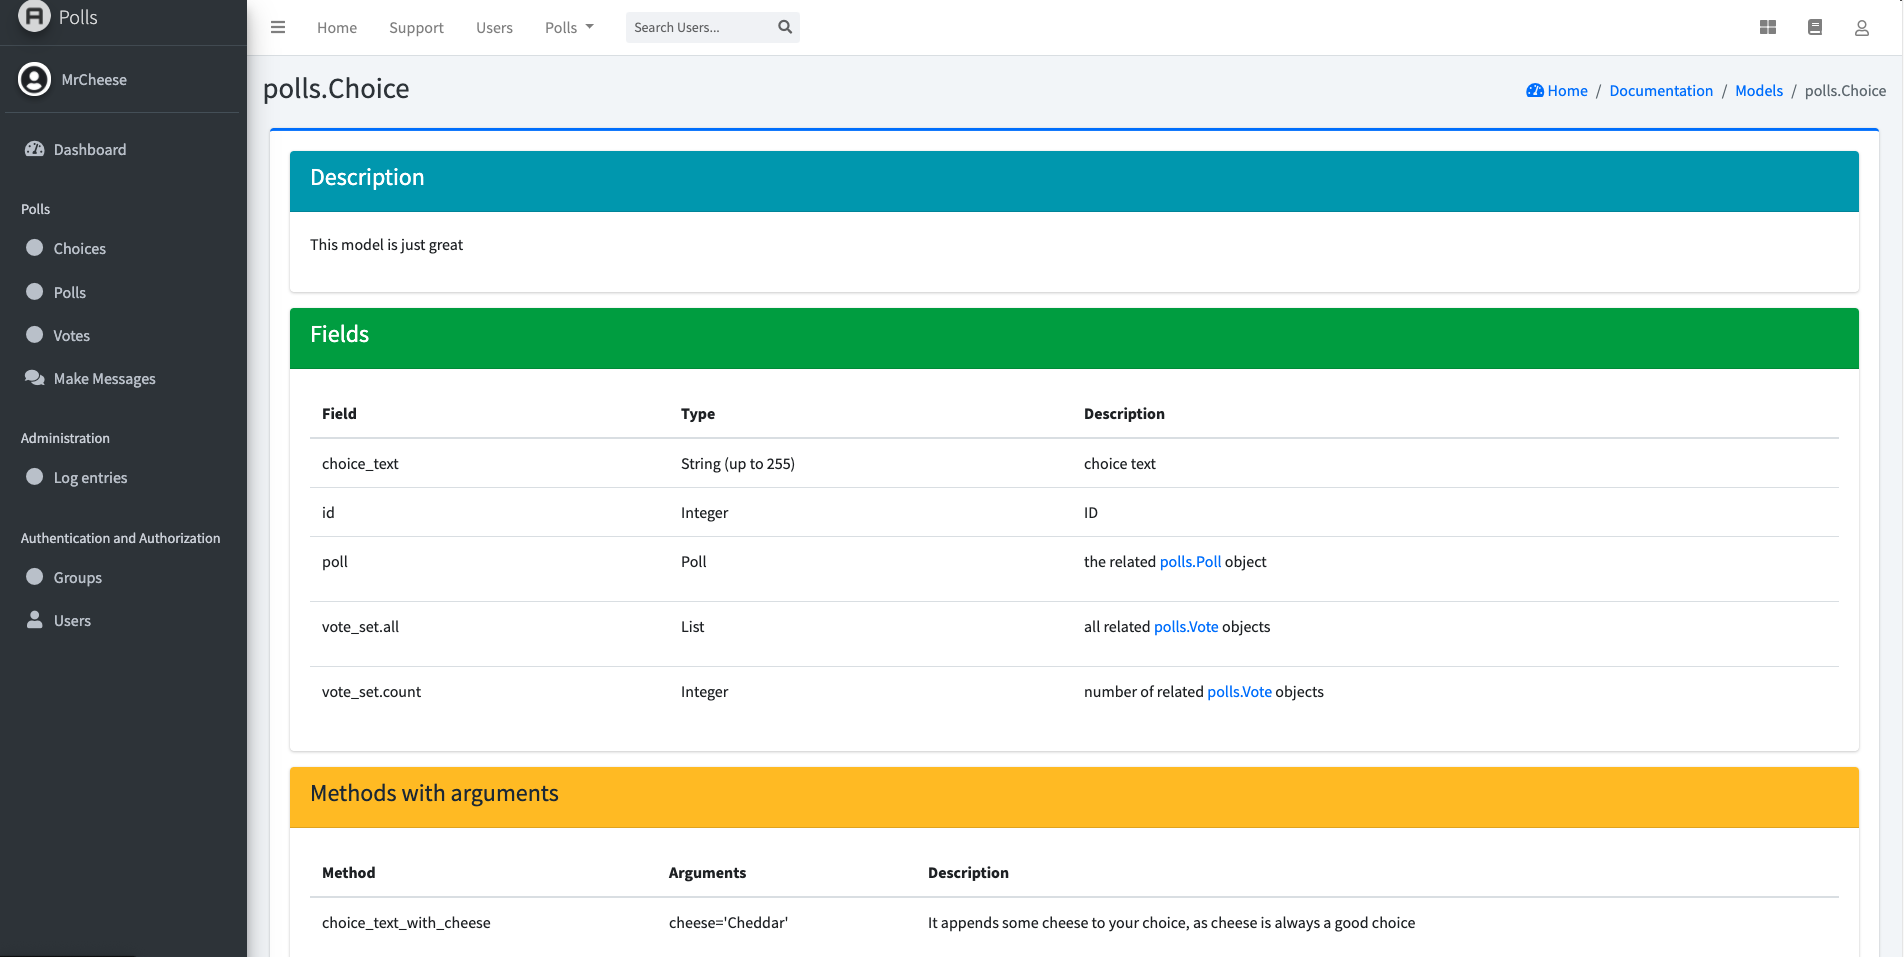 Polls
MrCheese
Dashboard
Polls
Choices
Polls
Votes
Make Messages
Administration
Log entries
Authentication and Authorization
Groups
Users
Home Support Users Polls Search Users...
polls.Choice
Home / Documentation / Models / polls.Choice
Description
This model is just great
Fields
Field Type Description
choice_text String (up to 255) choice text
id Integer ID
poll Poll the related polls.Poll object
vote_set.all List all related polls.Vote objects
vote_set.count Integer number of related polls.Vote objects
Methods with arguments
Method Arguments Description
choice_text_with_cheese cheese='Cheddar' It appends some cheese to your choice, as cheese is always a good choice